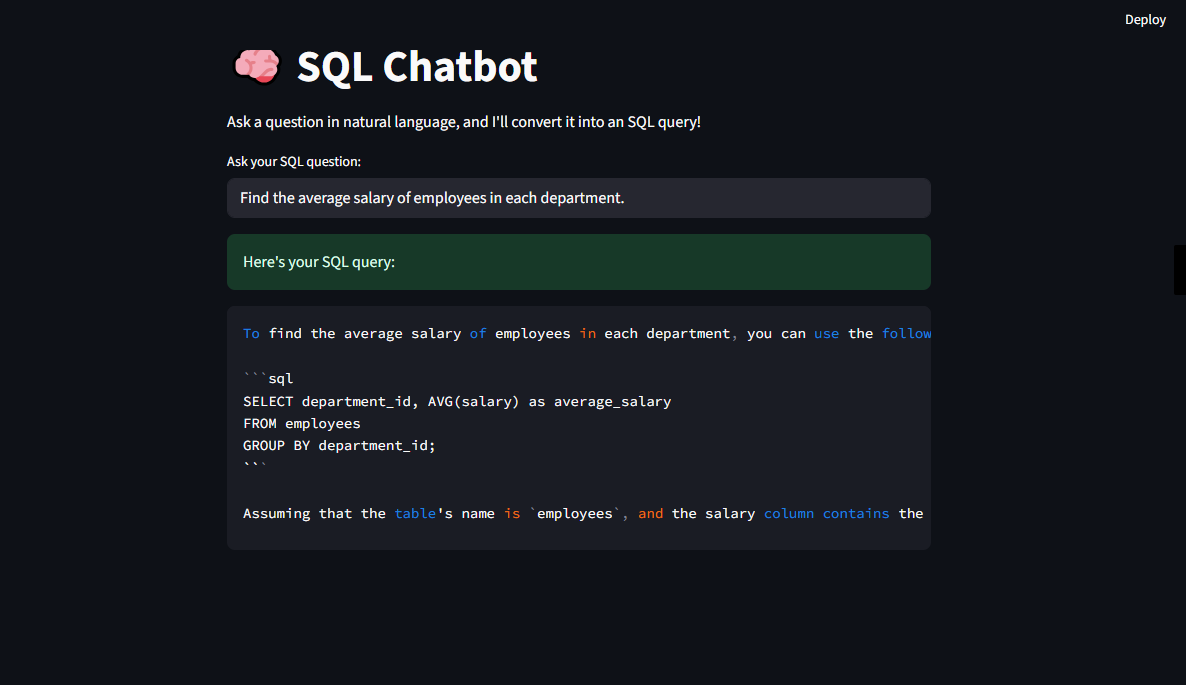 Deploy
SQL Chatbot
Ask a question in natural language, and I'll convert it into an SQL query!
Ask your SQL question:
Find the average salary of employees in each department.
Here's your SQL query:
To find the average salary of employees in each department, you can use the follow
```sql
SELECT department_id, AVG(salary) as average_salary
FROM employees
GROUP BY department_id;
```
Assuming that the table's name is `employees`, and the salary column contains the